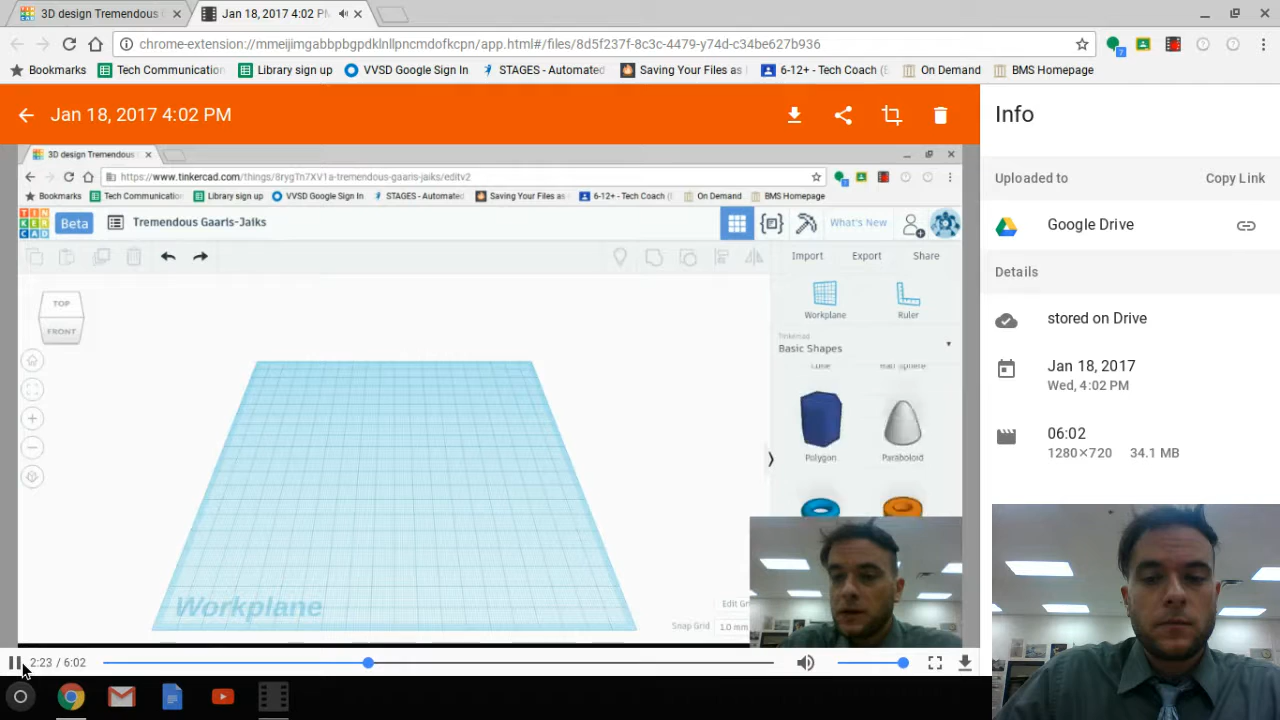 3D design Tremendous
Jan 18, 2017 4:02 PM
chrome-extension://mmeijimgabbpbgpdklnllpnemdofkcpn/app.html#/files/8d5f237f-8c3c-4479-y74d-c34be627b936
Bookmarks
Tech Communication
Library sign up
VVSD Google Sign In
STAGES - Automated
Saving Your Files as
6-12+ - Tech Coach (E
On Demand
BMS Homepage
7
Jan 18, 2017 4:02 PM
3D design Tremendous
https://www.tinkercad.com/things/8rygTh7XV1a-tremendous-gaaris-jaiks/editv2
Bookmarks
Tech Communication
Library sign up
VVSD Google Sign In
STAGES - Automated
Saving Your Files as
6-12+ - Tech Coach (E
On Demand
BMS Homepage
TIN
KER
CAD
Beta
Tremendous Gaaris-Jaiks
What's New
Import
Export
Share
TOP
FRONT
Workplane
Ruler
Tinkercad
Basic Shapes
Polygon
Paraboloid
Workplane
Edit Gr
Snap Grid
1.0 mm
2:23 / 6:02
Info
Uploaded to
Copy Link
Google Drive
Details
stored on Drive
Jan 18, 2017
Wed, 4:02 PM
06:02
1280×720
34.1 MB